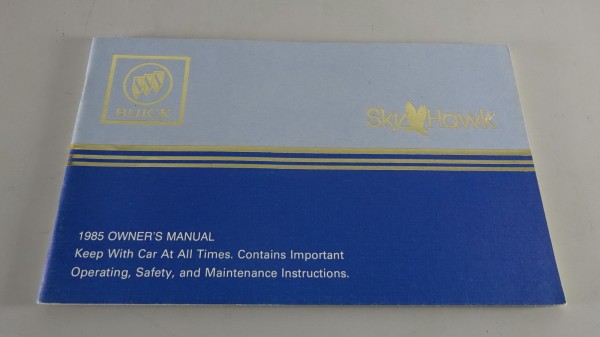 BUICK
SkyHawk
1985 OWNER'S MANUAL
Keep With Car At All Times. Contains Important
Operating, Safety, and Maintenance Instructions.